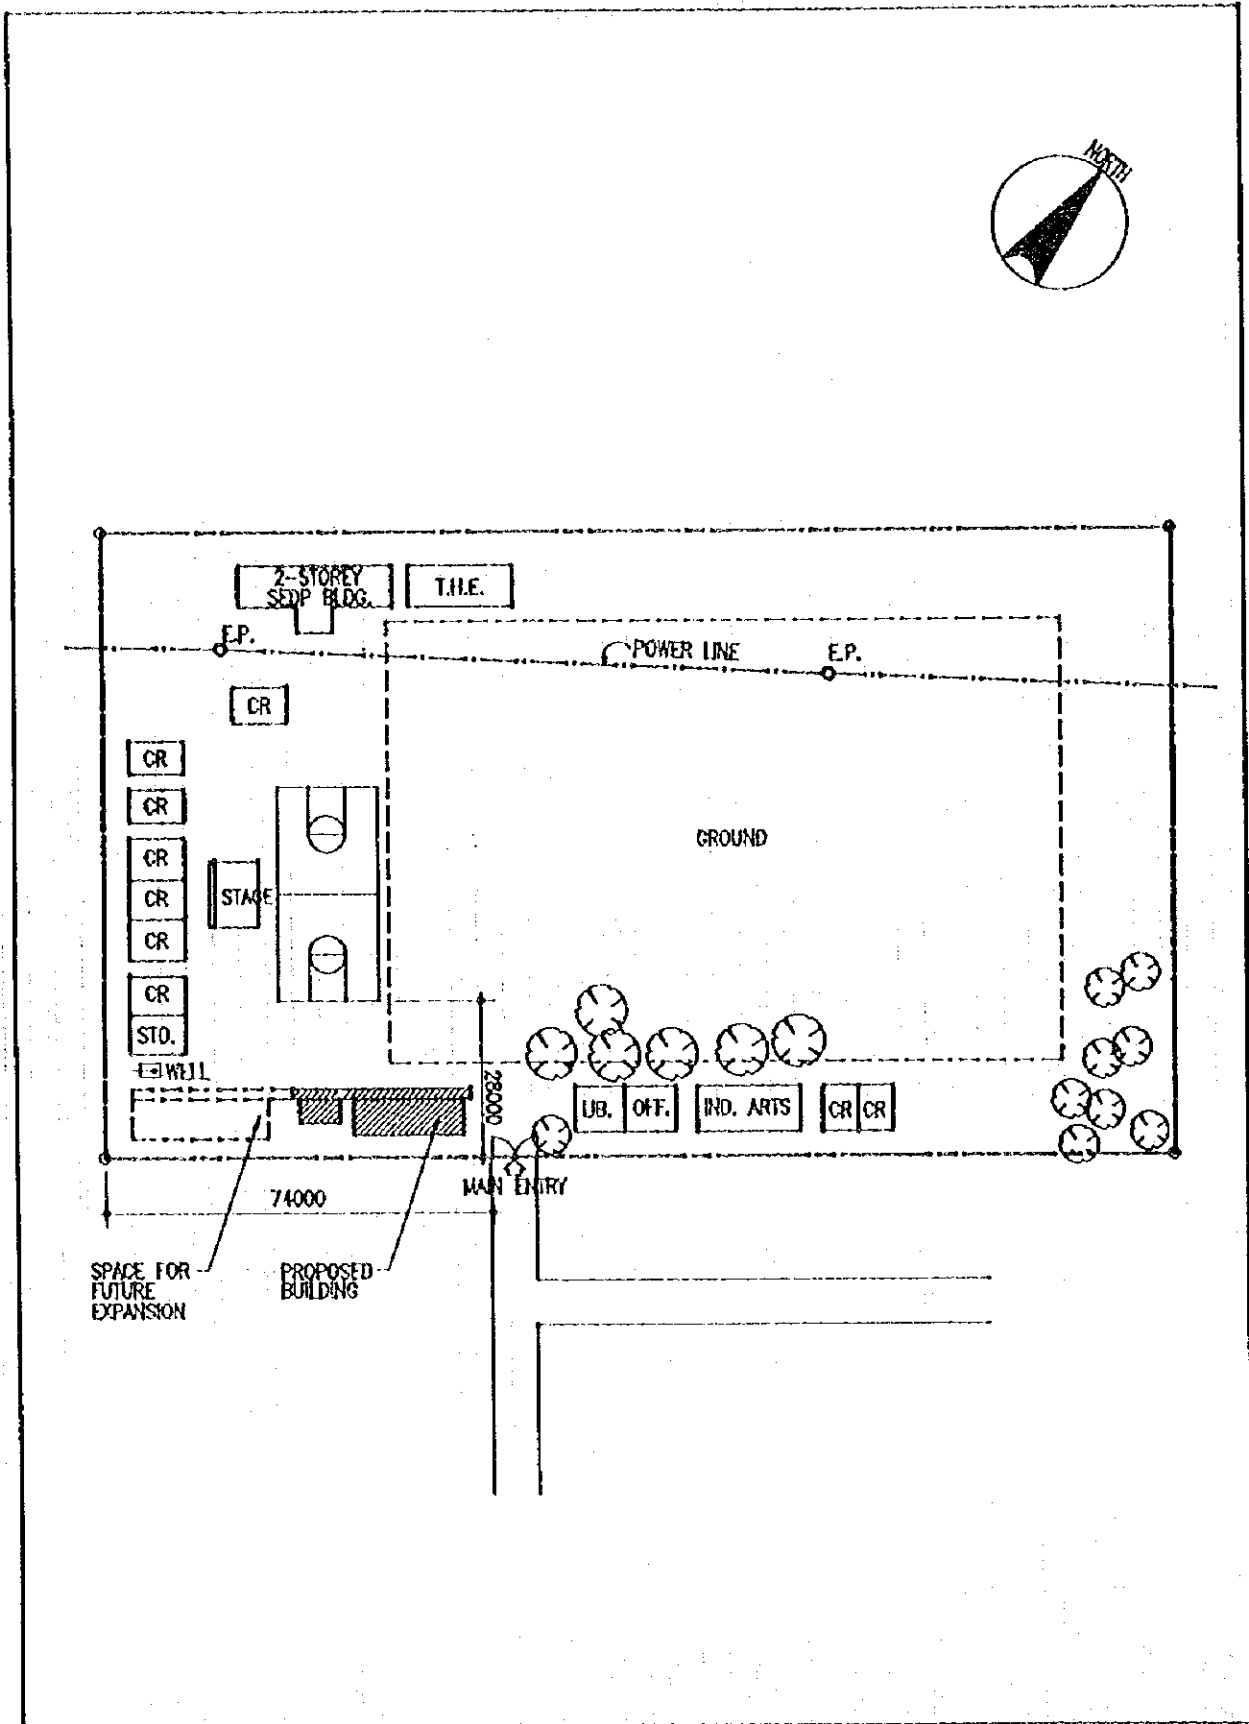 NORTH
2-STOREY
SEDP BLDG.
T.H.E.
E.P.
POWER LINE
E.P.
CR
CR
CR
GROUND
CR
CR
STAGE
CR
CR
STO.
WELL
28000
LIB.
OFF.
IND. ARTS
CR
CR
MAIN ENTRY
74000
SPACE FOR
FUTURE
EXPANSION
PROPOSED
BUILDING